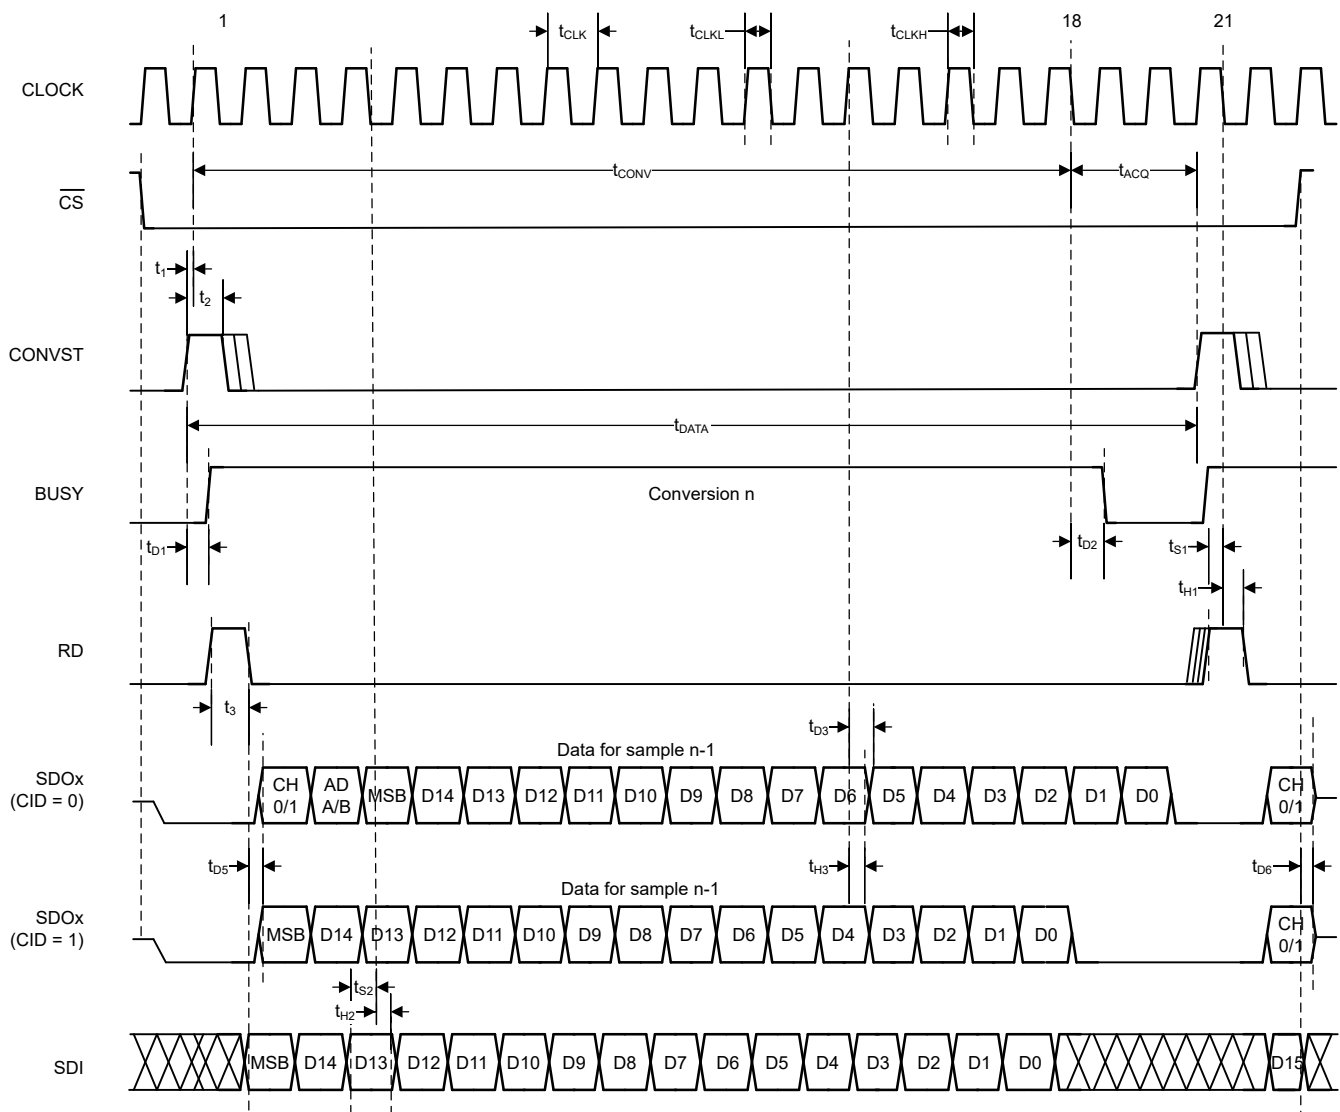 1 18 21
tCLK tCLKL tCLKH
CLOCK
tCONV tACQ
CS
t1
t2
CONVST
tDATA
BUSY
Conversion n
tD1 tD2 tS1
tH1
RD
t3
tD3
Data for sample n-1
SDOx
(CID = 0)
CH
0/1
AD
A/B
MSB D14 D13 D12 D11 D10 D9 D8 D7 D6 D5 D4 D3 D2 D1 D0
CH
0/1
tD5 tH3 tD6
Data for sample n-1
SDOx
(CID = 1)
MSB D14 D13 D12 D11 D10 D9 D8 D7 D6 D5 D4 D3 D2 D1 D0
CH
0/1
tS2
tH2
SDI
MSB D14 D13 D12 D11 D10 D9 D8 D7 D6 D5 D4 D3 D2 D1 D0 D15